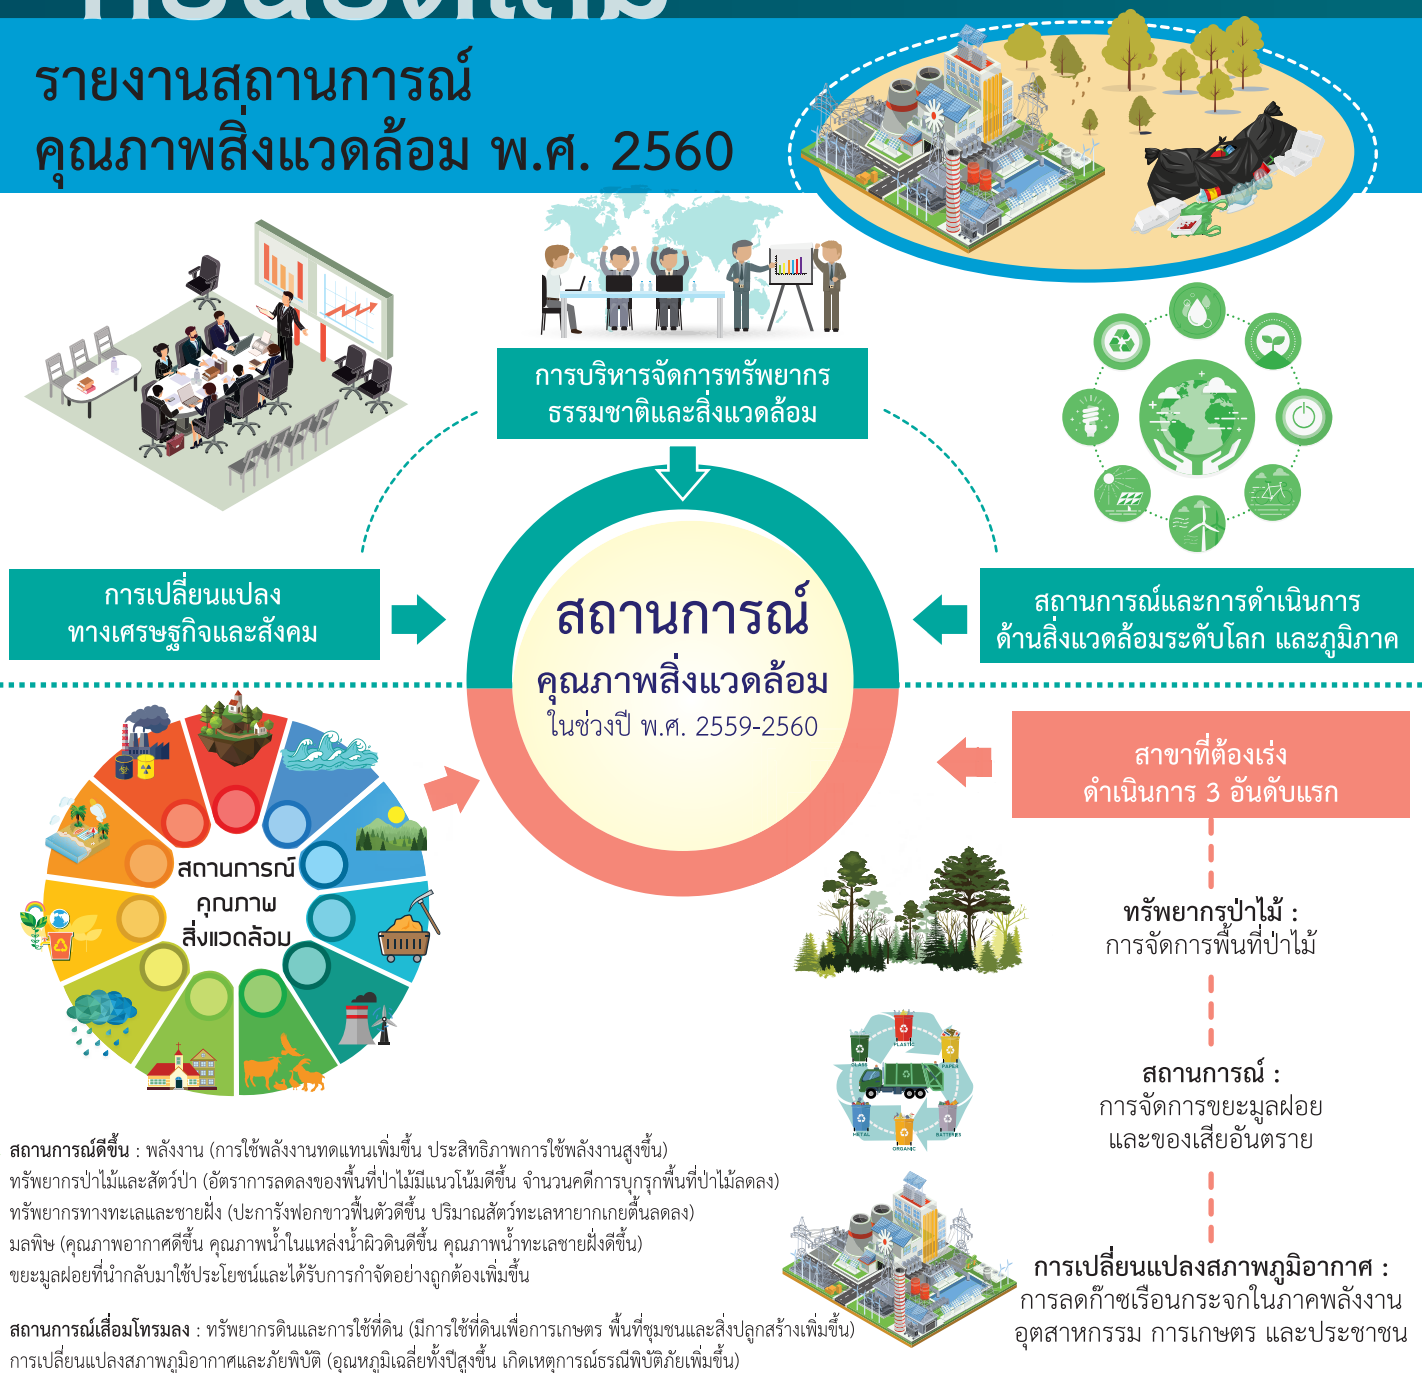 รายงานสถานการณ์
คุณภาพสิ่งแวดล้อม พ.ศ. 2560
การบริหารจัดการทรัพยากร
ธรรมชาติและสิ่งแวดล้อม
การเปลี่ยนแปลง
ทางเศรษฐกิจและสังคม
สถานการณ์และการดำเนินการ
ด้านสิ่งแวดล้อมระดับโลก และภูมิภาค
สถานการณ์
คุณภาพสิ่งแวดล้อม
ในช่วงปี พ.ศ. 2559-2560
สาขาที่ต้องเร่ง
ดำเนินการ 3 อันดับแรก
สถานการณ์
คุณภาพ
สิ่งแวดล้อม
ทรัพยากรป่าไม้ :
การจัดการพื้นที่ป่าไม้
PLASTIC
GLASS
PAPER
METAL
BATTERIES
ORGANIC
สถานการณ์ :
การจัดการขยะมูลฝอย
และของเสียอันตราย
การเปลี่ยนแปลงสภาพภูมิอากาศ :
การลดก๊าซเรือนกระจกในภาคพลังงาน
อุตสาหกรรม การเกษตร และประชาชน
สถานการณ์ดีขึ้น : พลังงาน (การใช้พลังงานทดแทนเพิ่มขึ้น ประสิทธิภาพการใช้พลังงานสูงขึ้น)
ทรัพยากรป่าไม้และสัตว์ป่า (อัตราการลดลงของพื้นที่ป่าไม้มีแนวโน้มดีขึ้น จำนวนคดีการบุกรุกพื้นที่ป่าไม้ลดลง)
ทรัพยากรทางทะเลและชายฝั่ง (ปะการังฟอกขาวฟื้นตัวดีขึ้น ปริมาณสัตว์ทะเลหายากเกยตื้นลดลง)
มลพิษ (คุณภาพอากาศดีขึ้น คุณภาพน้ำในแหล่งน้ำผิวดินดีขึ้น คุณภาพน้ำทะเลชายฝั่งดีขึ้น)
ขยะมูลฝอยที่นำกลับมาใช้ประโยชน์และได้รับการกำจัดอย่างถูกต้องเพิ่มขึ้น
สถานการณ์เสื่อมโทรมลง : ทรัพยากรดินและการใช้ที่ดิน (มีการใช้ที่ดินเพื่อการเกษตร พื้นที่ชุมชนและสิ่งปลูกสร้างเพิ่มขึ้น)
การเปลี่ยนแปลงสภาพภูมิอากาศและภัยพิบัติ (อุณหภูมิเฉลี่ยทั้งปีสูงขึ้น เกิดเหตุการณ์ธรณีพิบัติภัยเพิ่มขึ้น)